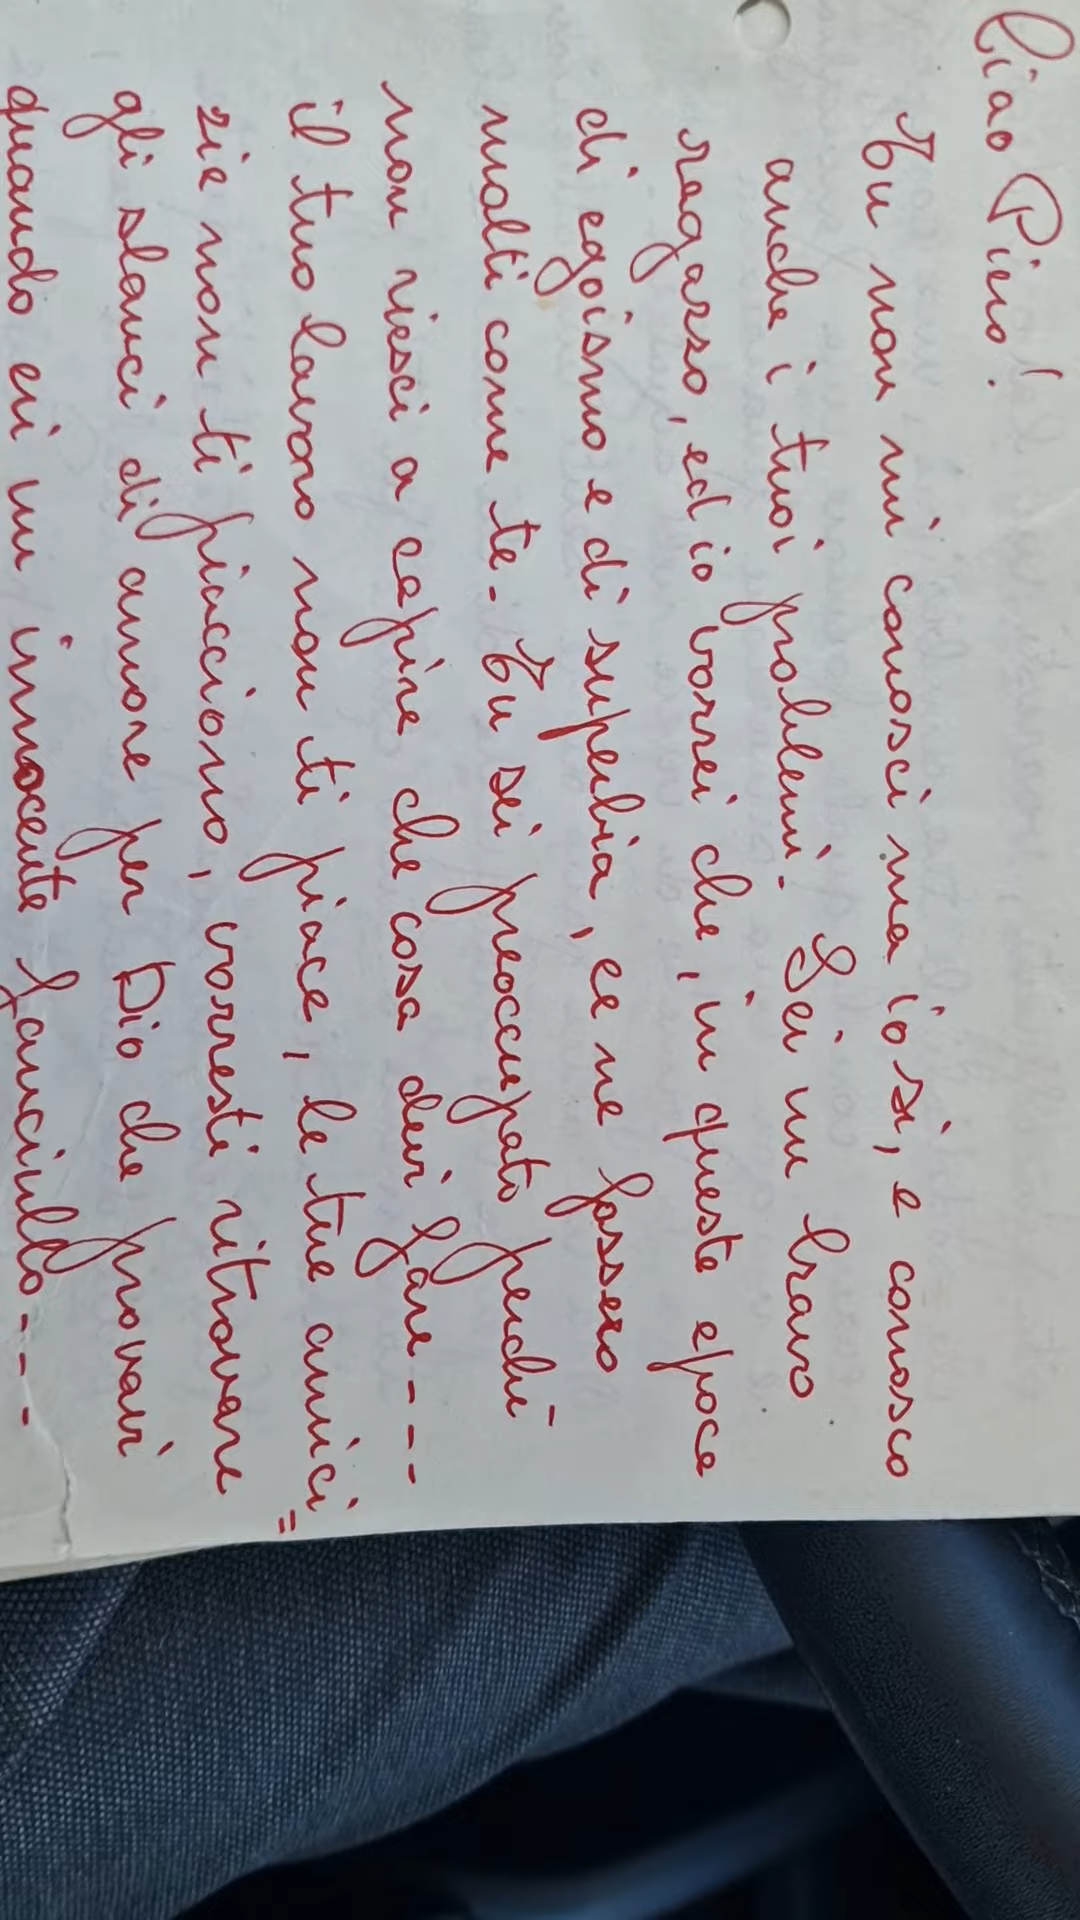 Ciao Pino!
Tu non mi conosci ma io si, e conosco
anche i tuoi problemi. Sei un bravo
ragazzo, ed io vorrei che, in questa epoca
di egoismo e di superbia, ce ne fossero
molti come te. Tu sei preoccupato perché
non riesci a capire che cosa devi fare----
il tuo lavoro non ti piace, le tue amici=
zie non ti piacciono, vorresti ritrovare
gli slanci di amore per Dio che provavi
quando eri un innocente fanciullo---